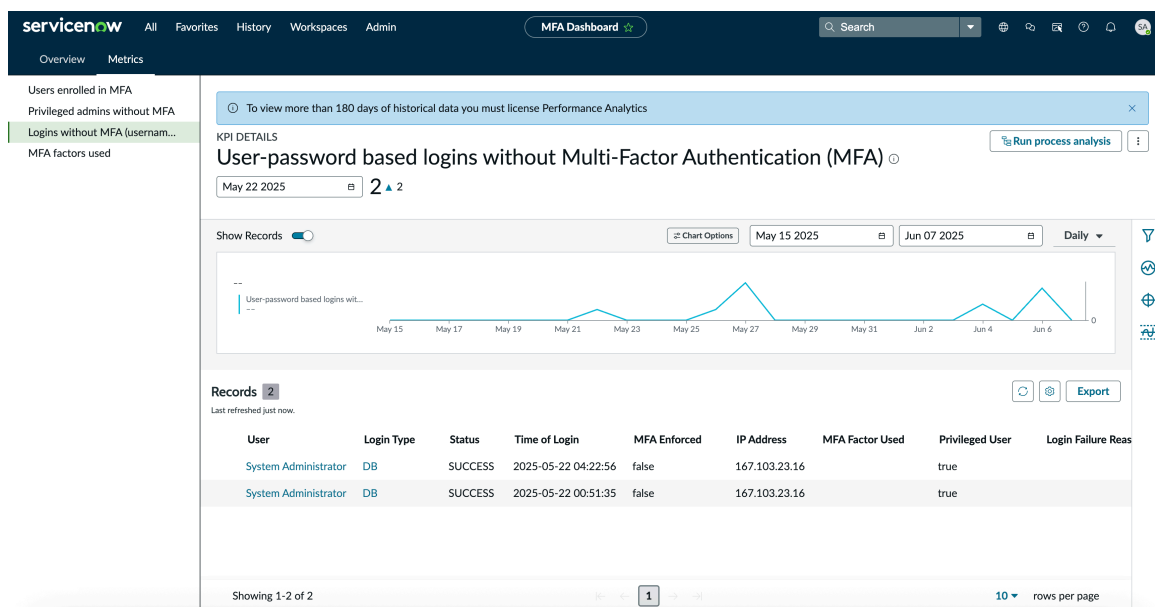 servicenow All Favorites History Workspaces Admin MFA Dashboard Search SA
Overview Metrics
Users enrolled in MFA
Privileged admins without MFA
Logins without MFA (usernam...
MFA factors used
To view more than 180 days of historical data you must license Performance Analytics
KPI DETAILS
User-password based logins without Multi-Factor Authentication (MFA)
Run process analysis
May 22 2025 2 ▲ 2
Show Records Chart Options May 15 2025 Jun 07 2025 Daily
--
User-password based logins wit...
--
0
May 15 May 17 May 19 May 21 May 23 May 25 May 27 May 29 May 31 Jun 2 Jun 4 Jun 6
Records 2 Export
Last refreshed just now.
User Login Type Status Time of Login MFA Enforced IP Address MFA Factor Used Privileged User Login Failure Reas
System Administrator DB SUCCESS 2025-05-22 04:22:56 false 167.103.23.16 true
System Administrator DB SUCCESS 2025-05-22 00:51:35 false 167.103.23.16 true
Showing 1-2 of 2 1 10 rows per page